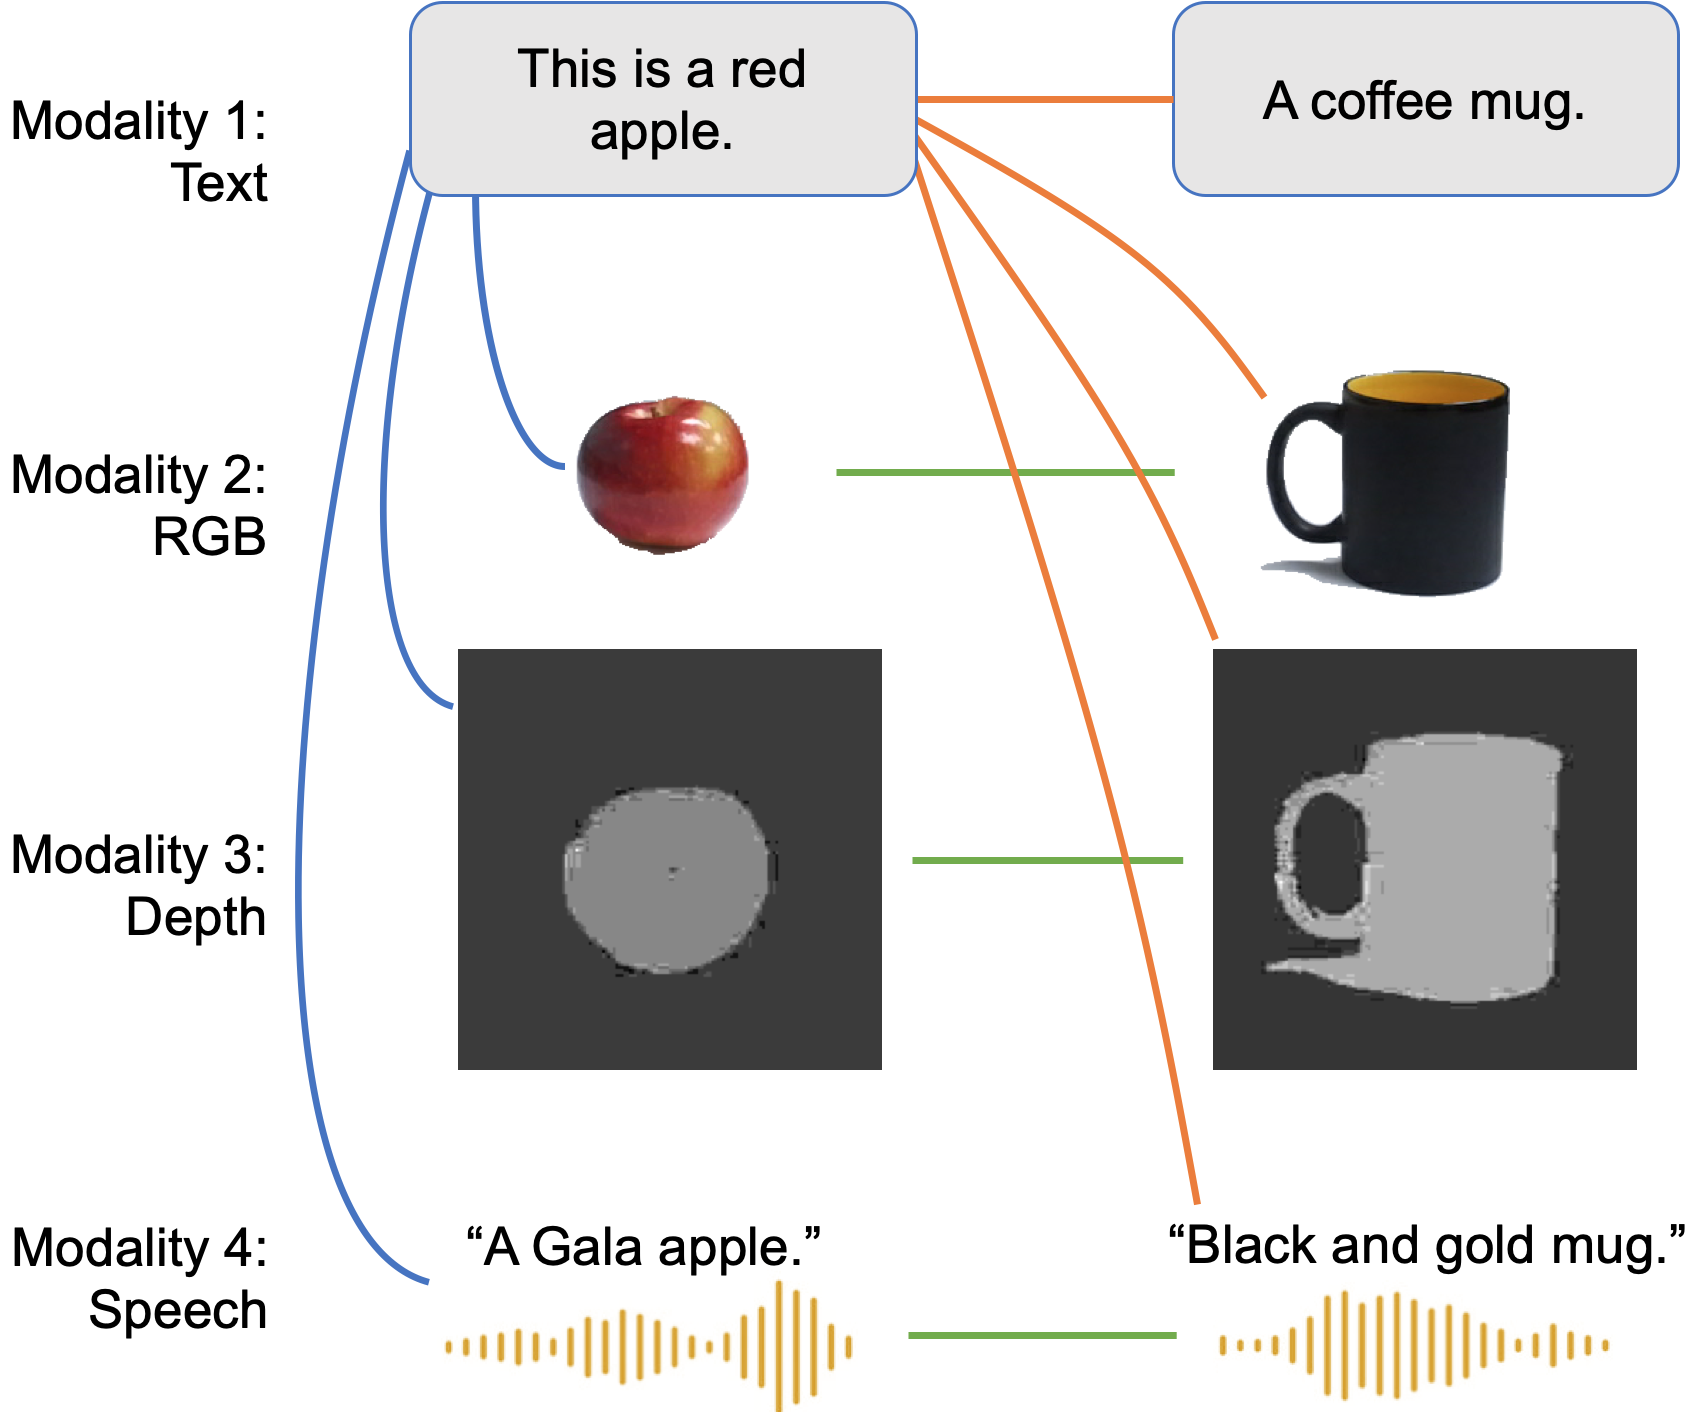 Modality 1:
Text
This is a red
apple.
A coffee mug.
Modality 2:
RGB
Modality 3:
Depth
Modality 4:
Speech
“A Gala apple.”
“Black and gold mug.”